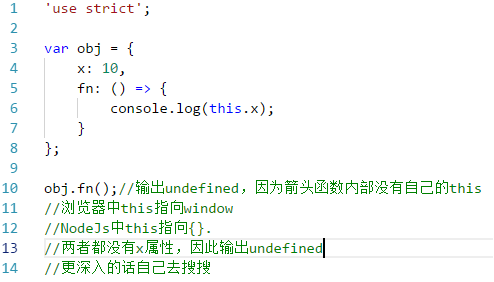 1 'use strict';
2
3 var obj = {
4 x: 10,
5 fn: () => {
6 console.log(this.x);
7 }
8 };
9
10 obj.fn();//输出undefined，因为箭头函数内部没有自己的this
11 //浏览器中this指向window
12 //NodeJs中this指向{}.
13 //两者都没有x属性，因此输出undefined
14 //更深入的话自己去搜搜